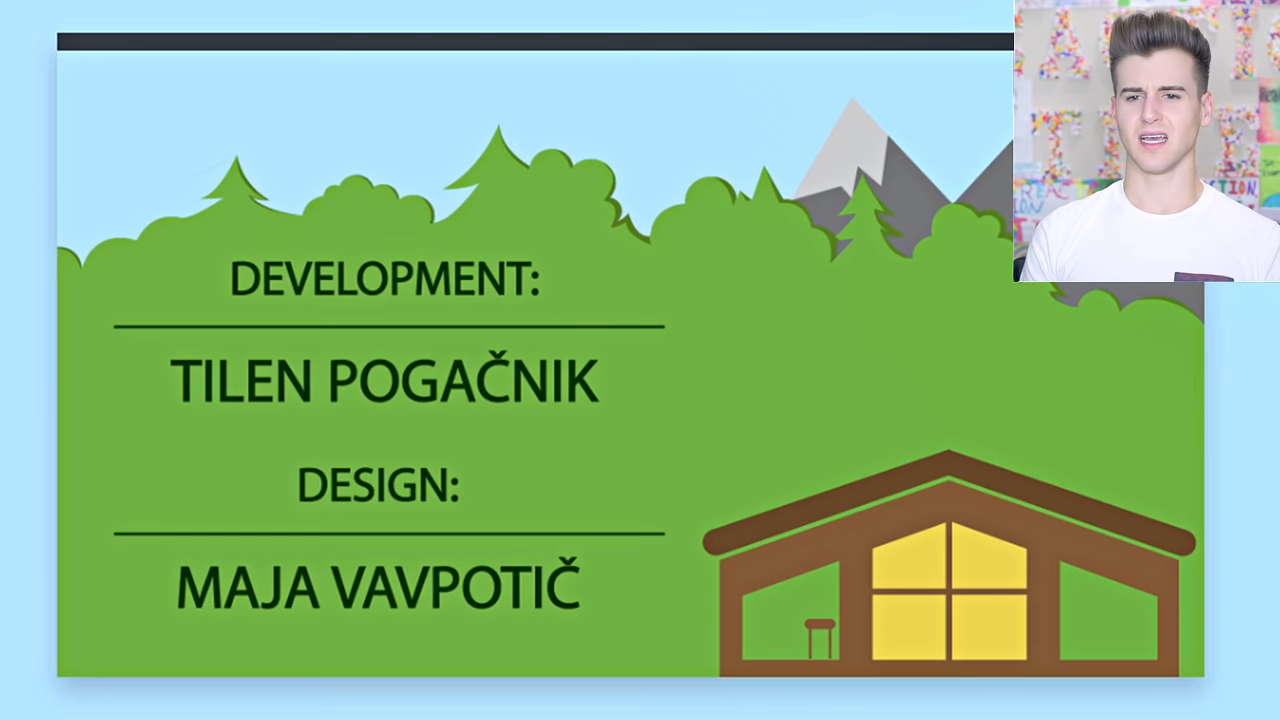 DEVELOPMENT:
TILEN POGAČNIK
DESIGN:
MAJA VAVPOTIČ